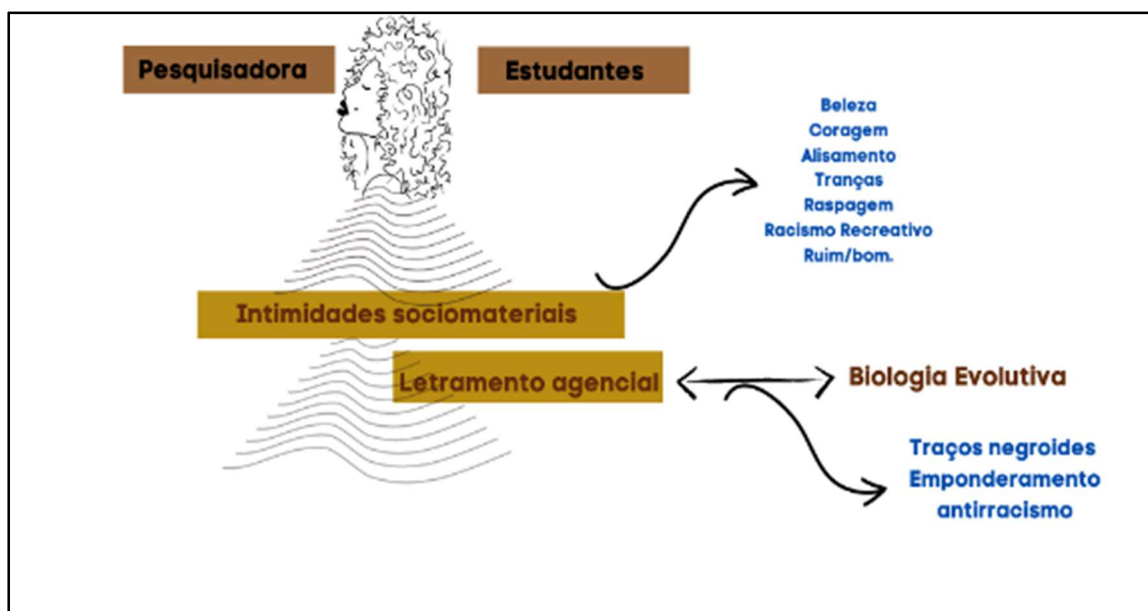 Pesquisadora
Estudantes
Beleza
Coragem
Alisamento
Tranças
Raspagem
Racismo Recreativo
Ruim/bom.
Intimidades sociomateriais
Letramento agencial
Biologia Evolutiva
Traços negroides
Emponderamento
antirracismo